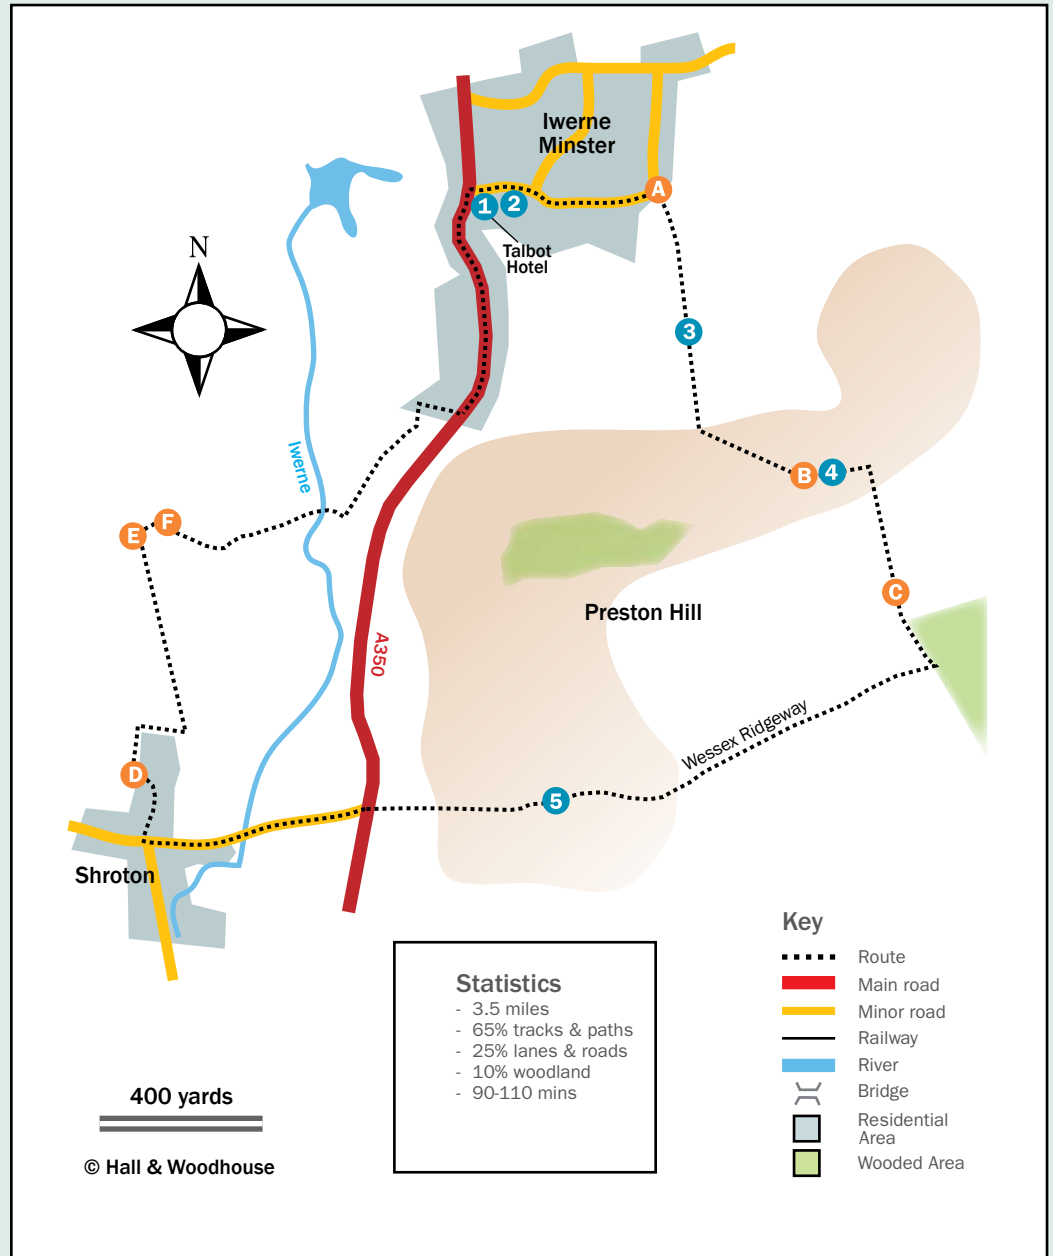 Iwerne
Minster
A
1
2
Talbot
Hotel
N
3
B
4
Iwerne
F
E
C
Preston Hill
A350
Wessex Ridgeway
D
5
Shroton
Key
Route
Main road
Minor road
Railway
River
Bridge
Residential
Area
Wooded Area
Statistics
- 3.5 miles
- 65% tracks & paths
- 25% lanes & roads
- 10% woodland
- 90-110 mins
400 yards
© Hall & Woodhouse